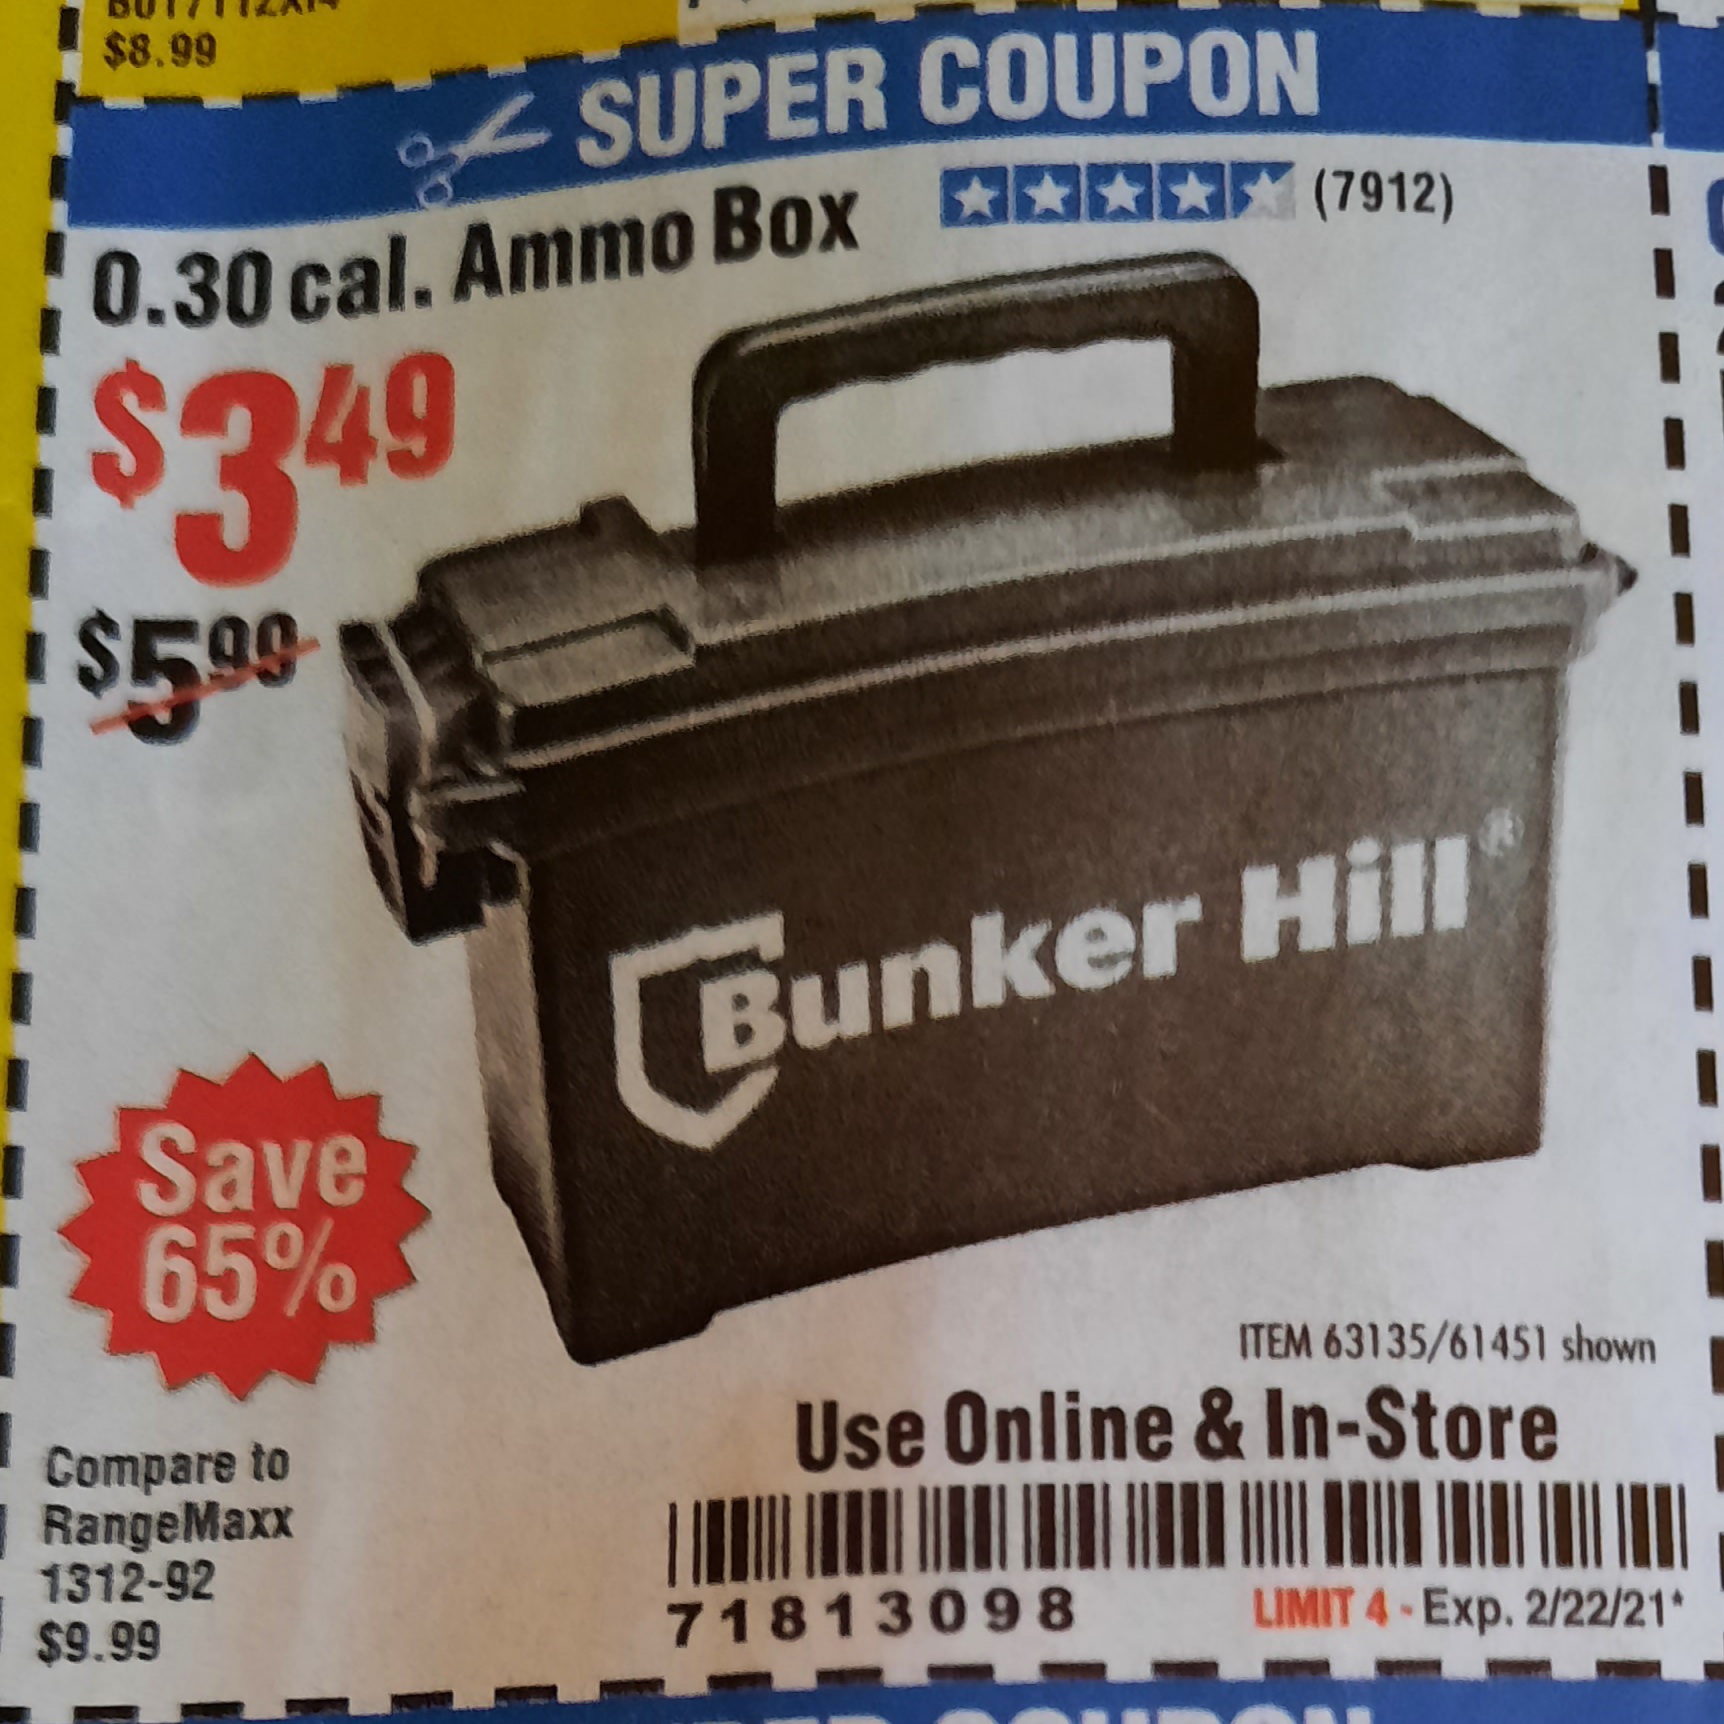 $8.99
SUPER COUPON
0.30 cal. Ammo Box
(7912)
$3.49
$5.99
Bunker Hill®
Save
65%
ITEM 63135/61451 shown
Compare to
RangeMaxx
1312-92
$9.99
Use Online & In-Store
71813098
LIMIT 4 - Exp. 2/22/21*
COUPON